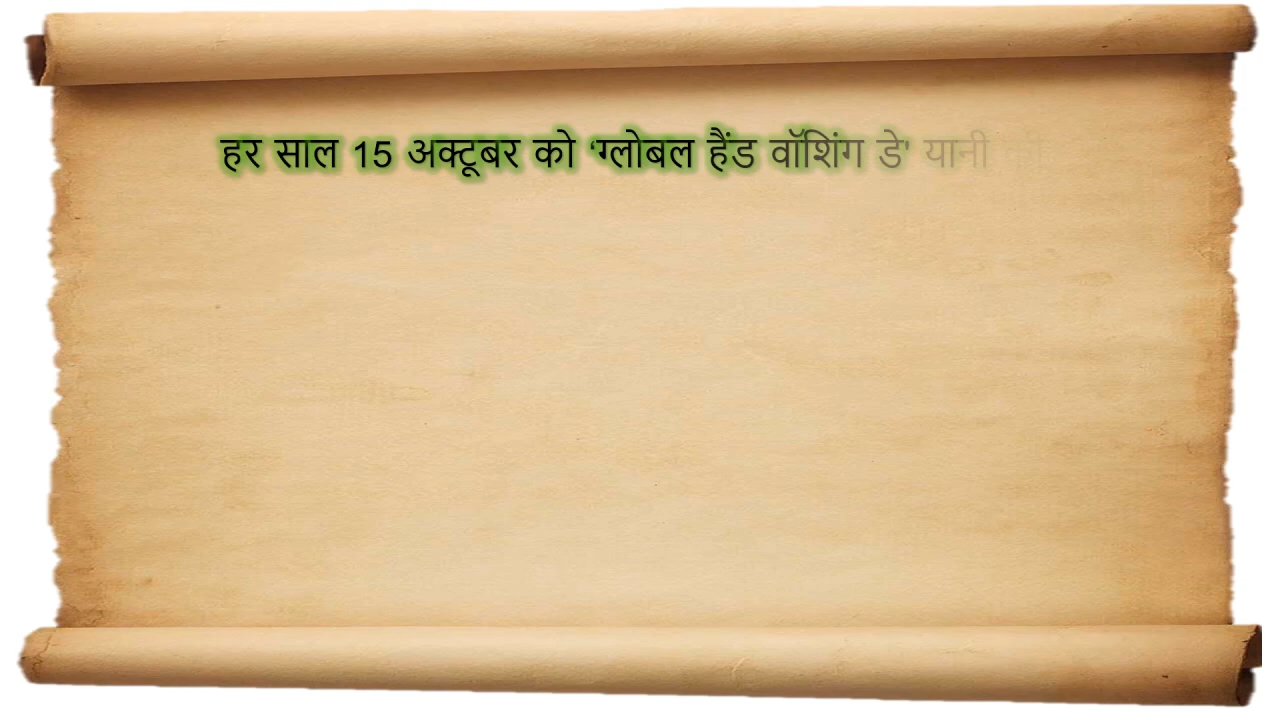 हर साल 15 अक्टूबर को ‘ग्लोबल हैंड वॉशिंग डे’ यानी